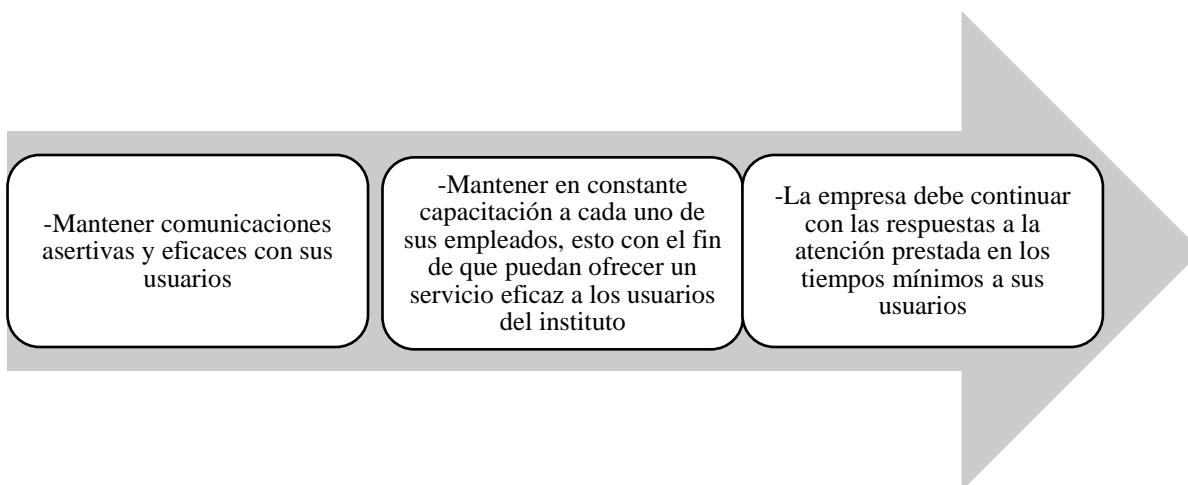 -Mantener comunicaciones
asertivas y eficaces con sus
usuarios
-Mantener en constante
capacitación a cada uno de
sus empleados, esto con el fin
de que puedan ofrecer un
servicio eficaz a los usuarios
del instituto
-La empresa debe continuar
con las respuestas a la
atención prestada en los
tiempos mínimos a sus
usuarios